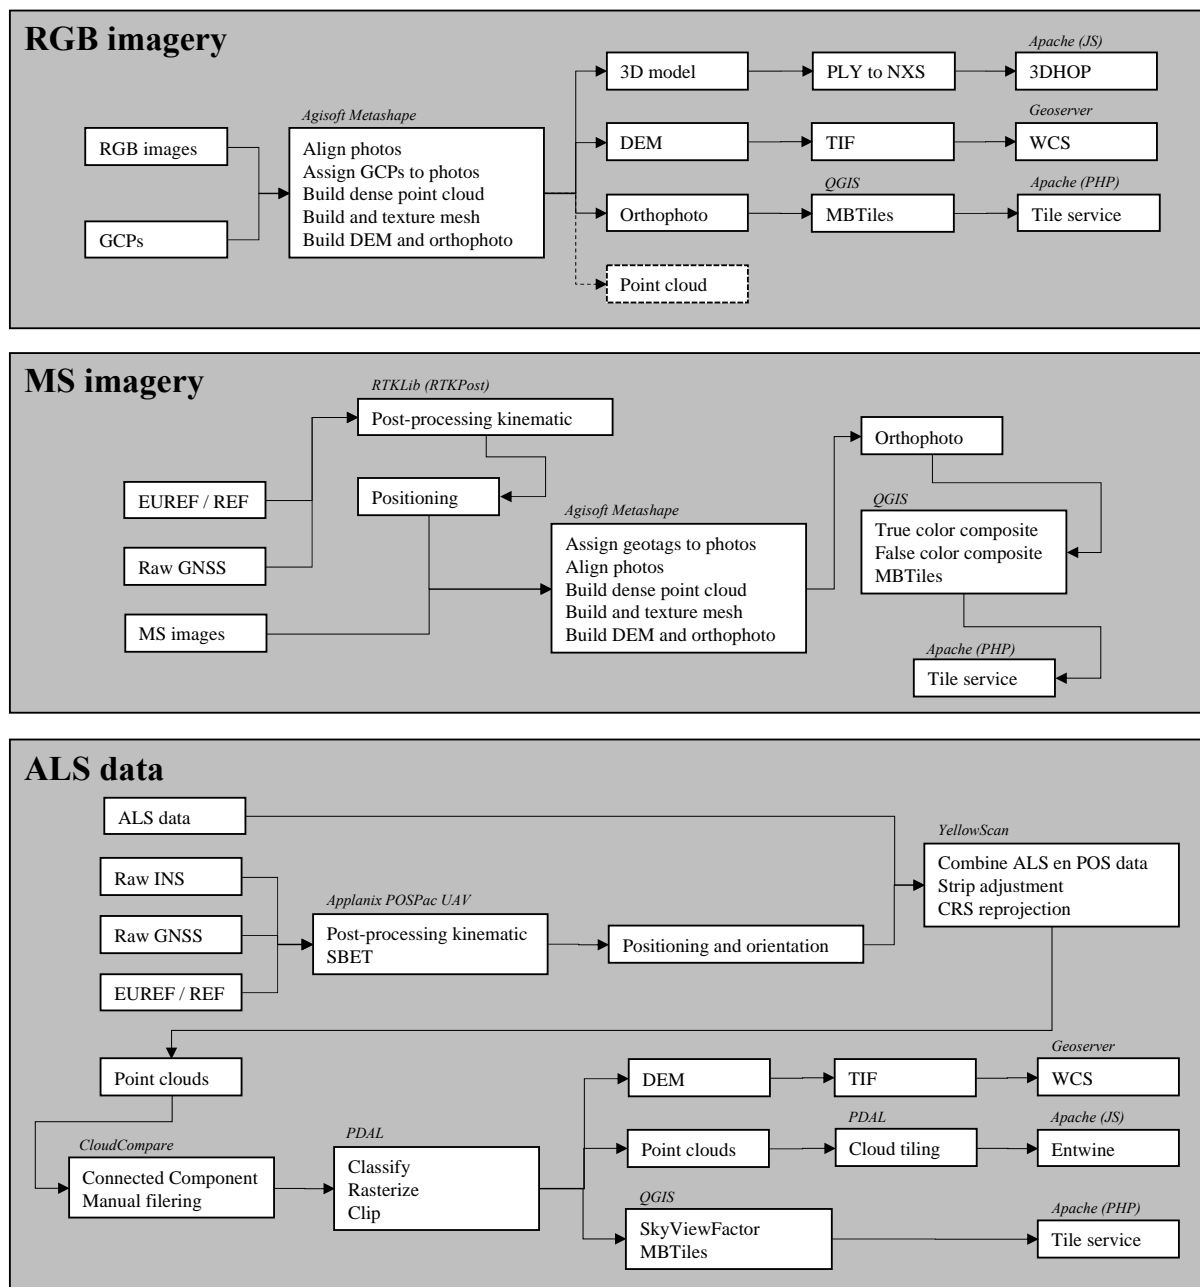 RGB imagery
Apache (JS)
3D model
PLY to NXS
3DHOP
Agisoft Metashape
Geoserver
RGB images
Align photos
Assign GCPs to photos
Build dense point cloud
Build and texture mesh
Build DEM and orthophoto
DEM
TIF
WCS
QGIS
Apache (PHP)
GCPs
Orthophoto
MBTiles
Tile service
Point cloud
MS imagery
RTKLib (RTKPost)
Post-processing kinematic
Orthophoto
EUREF / REF
Positioning
QGIS
Agisoft Metashape
True color composite
False color composite
MBTiles
Raw GNSS
Assign geotags to photos
Align photos
Build dense point cloud
Build and texture mesh
Build DEM and orthophoto
MS images
Apache (PHP)
Tile service
ALS data
ALS data
YellowScan
Combine ALS en POS data
Strip adjustment
CRS reprojection
Raw INS
Applanix POSPac UAV
Raw GNSS
Post-processing kinematic
SBET
Positioning and orientation
EUREF / REF
Point clouds
Geoserver
DEM
TIF
WCS
CloudCompare
PDAL
PDAL
Apache (JS)
Connected Component
Manual filering
Classify
Rasterize
Clip
Point clouds
Cloud tiling
Entwine
QGIS
Apache (PHP)
SkyViewFactor
MBTiles
Tile service